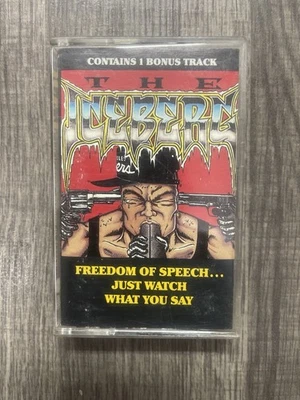 CONTAINS 1 BONUS TRACK
THE
ICEBERG
FREEDOM OF SPEECH...
JUST WATCH
WHAT YOU SAY